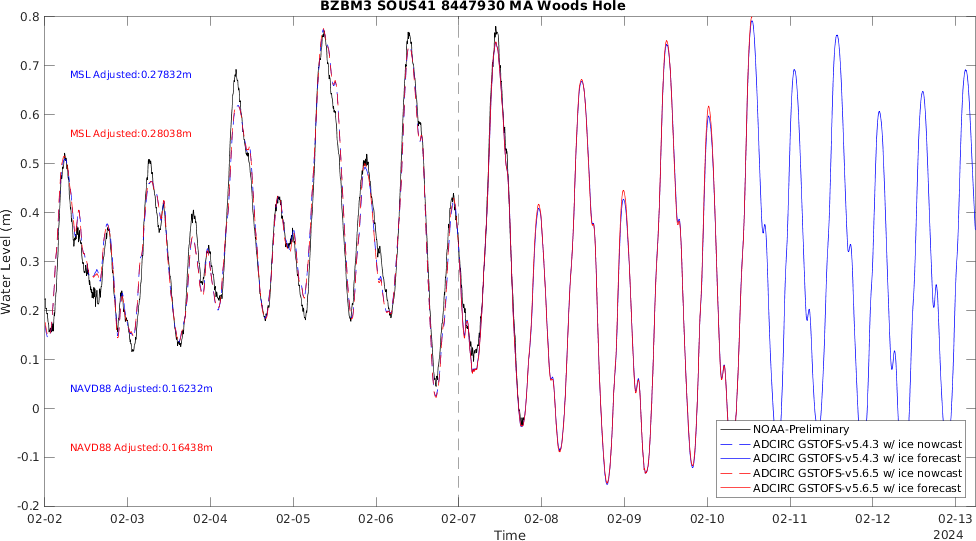 BZBM3 SOUS41 8447930 MA Woods Hole
0.8
0.7
0.6
0.5
0.4
0.3
0.2
0.1
0
-0.1
-0.2
Water Level (m)
MSL Adjusted:0.27832m
MSL Adjusted:0.28038m
NAVD88 Adjusted:0.16232m
NAVD88 Adjusted:0.16438m
NOAA-Preliminary
ADCIRC GSTOFS-v5.4.3 w/ ice nowcast
ADCIRC GSTOFS-v5.4.3 w/ ice forecast
ADCIRC GSTOFS-v5.6.5 w/ ice nowcast
ADCIRC GSTOFS-v5.6.5 w/ ice forecast
02-02 02-03 02-04 02-05 02-06 02-07 02-08 02-09 02-10 02-11 02-12 02-13
Time
2024